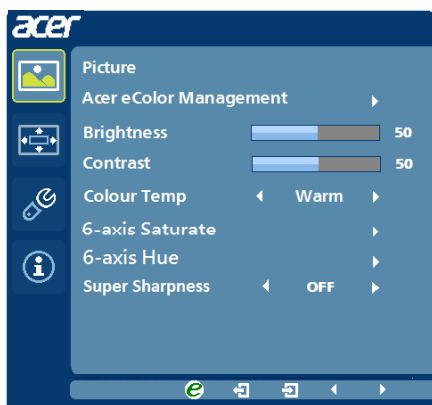 acer
Picture
Acer eColor Management
Brightness 50
Contrast 50
Colour Temp Warm
6-axis Saturate
6-axis Hue
Super Sharpness OFF
e